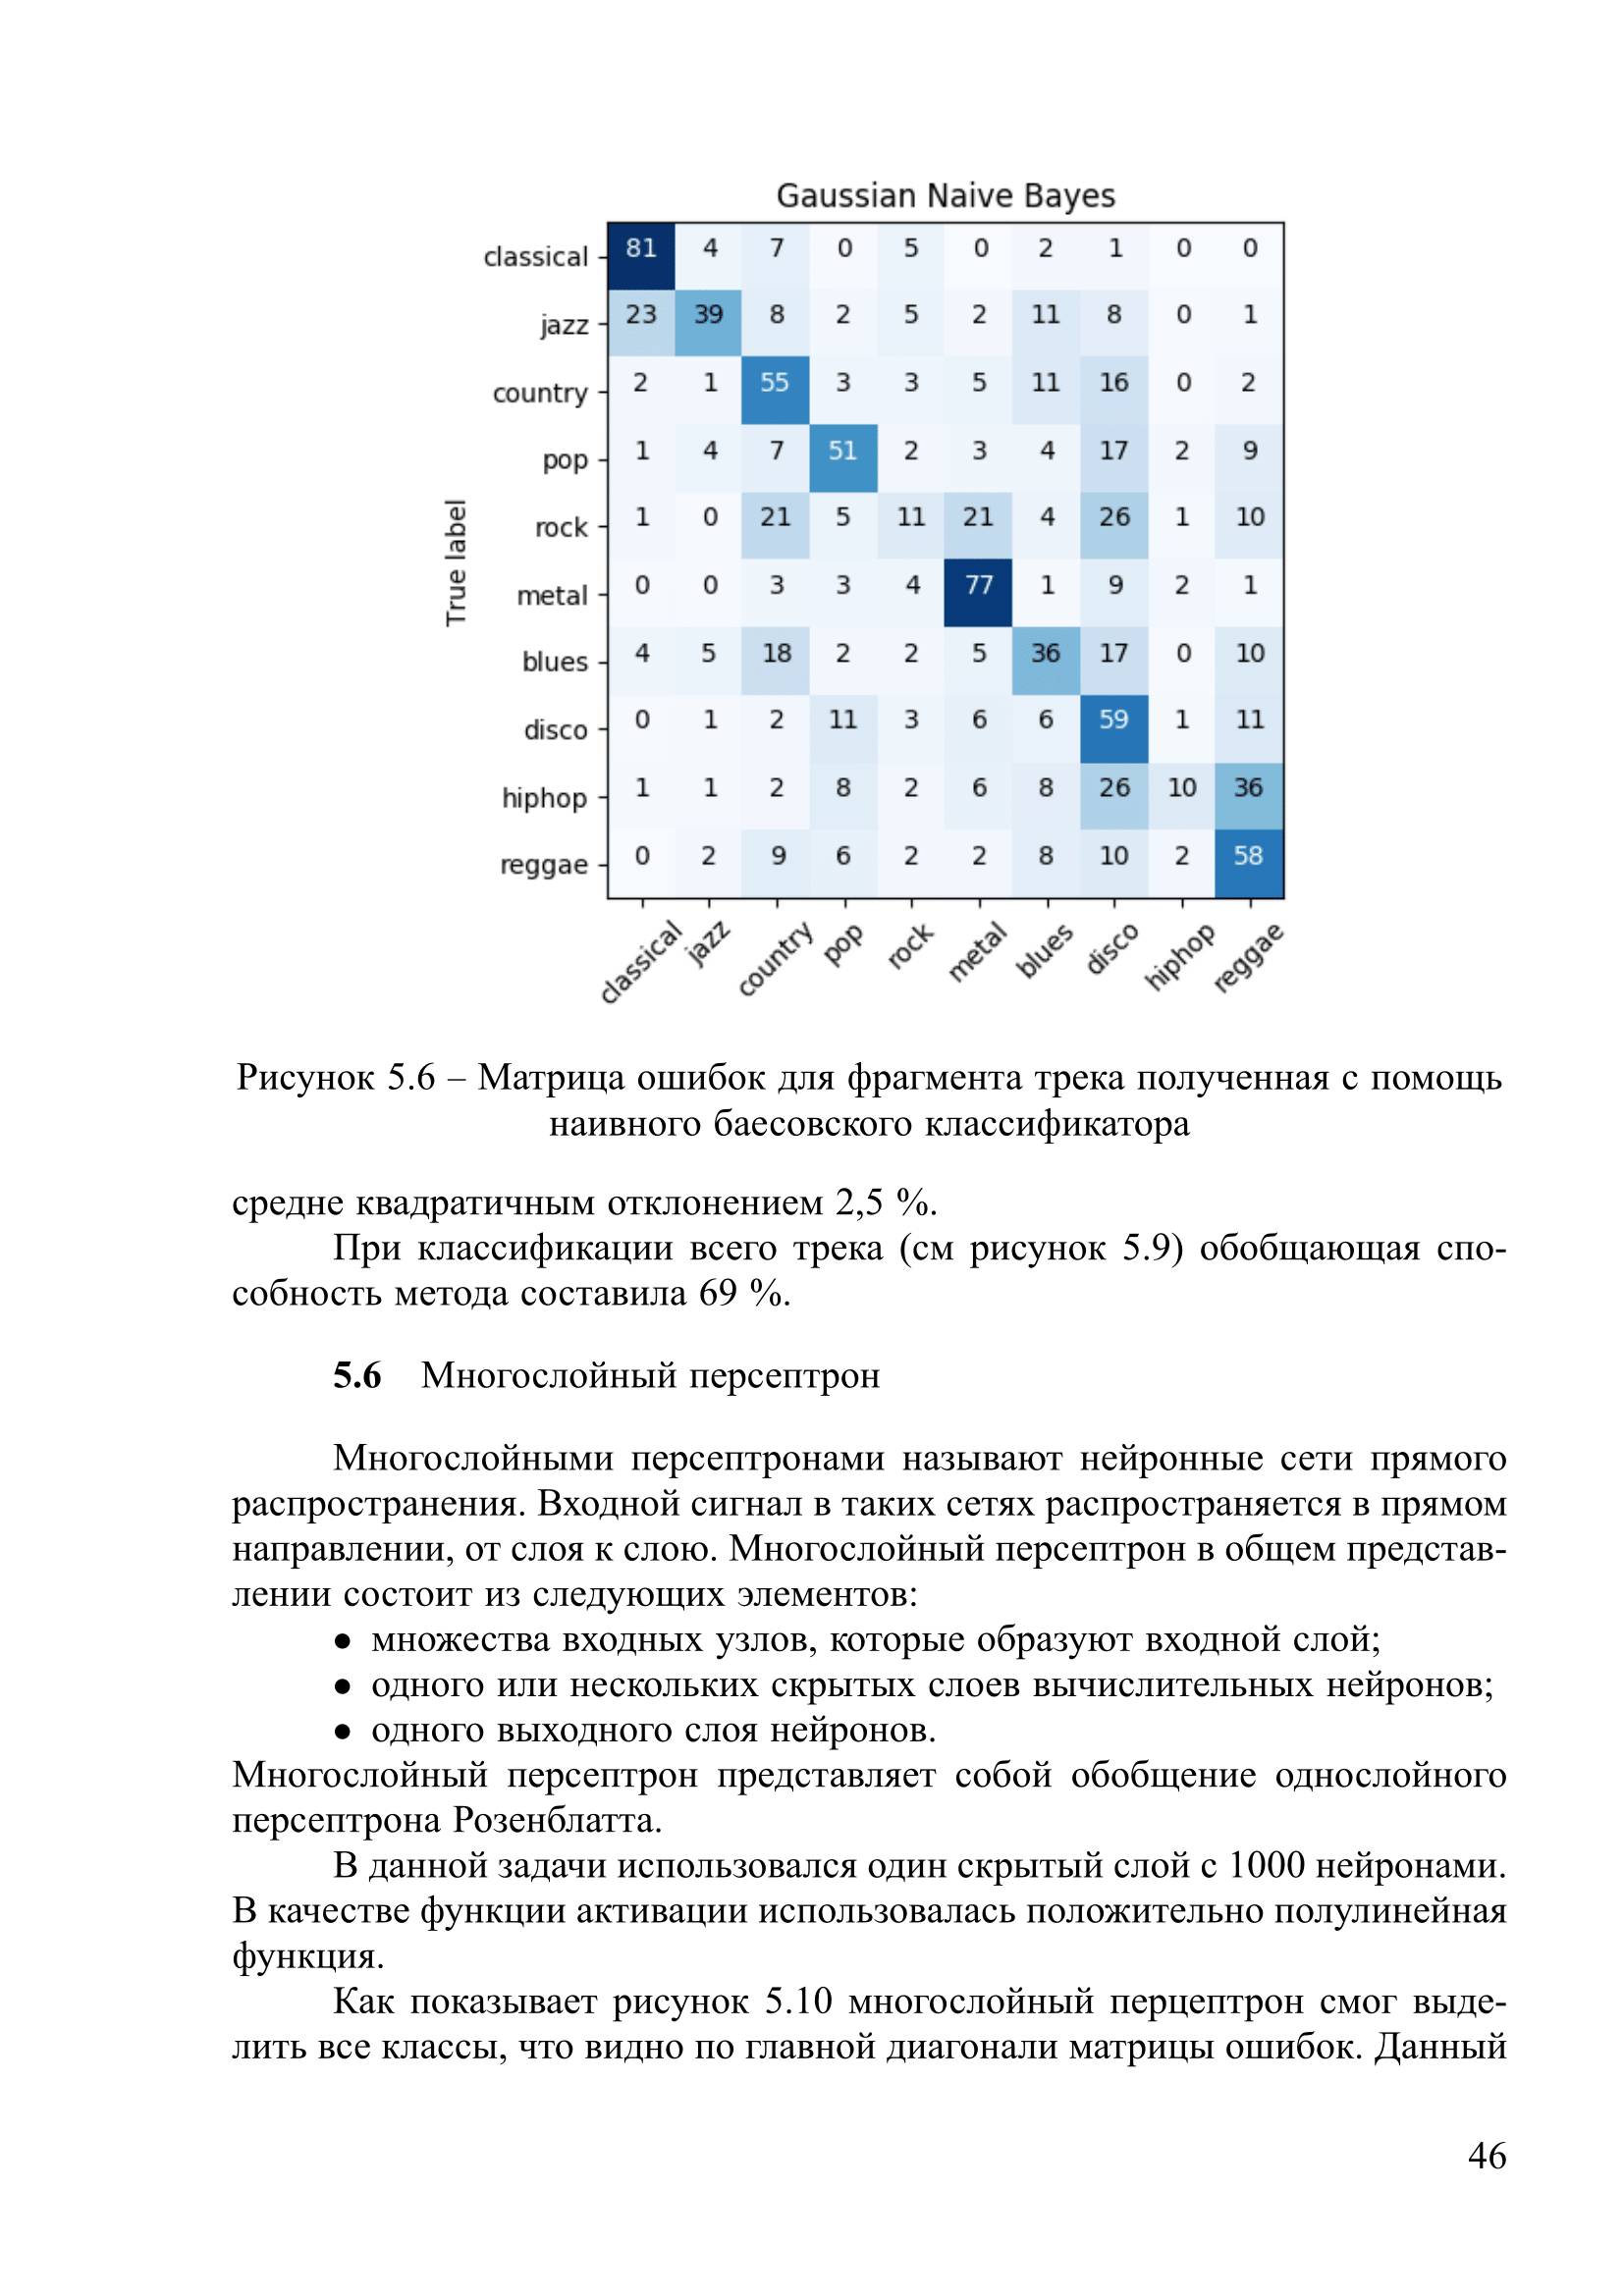 Gaussian Naive Bayes
classical 81 4 7 0 5 0 2 1 0 0
jazz 23 39 8 2 5 2 11 8 0 1
country 2 1 55 3 3 5 11 16 0 2
pop 1 4 7 51 2 3 4 17 2 9
rock 1 0 21 5 11 21 4 26 1 10
True label
metal 0 0 3 3 4 77 1 9 2 1
blues 4 5 18 2 2 5 36 17 0 10
disco 0 1 2 11 3 6 6 59 1 11
hiphop 1 1 2 8 2 6 8 26 10 36
reggae 0 2 9 6 2 2 8 10 2 58
classical jazz country pop rock metal blues disco hiphop reggae
Рисунок 5.6 – Матрица ошибок для фрагмента трека полученная с помощь
наивного баесовского классификатора
средне квадратичным отклонением 2,5 %.
При классификации всего трека (см рисунок 5.9) обобщающая спо-
собность метода составила 69 %.
5.6 Многослойный персептрон
Многослойными персептронами называют нейронные сети прямого
распространения. Входной сигнал в таких сетях распространяется в прямом
направлении, от слоя к слою. Многослойный персептрон в общем представ-
лении состоит из следующих элементов:
• множества входных узлов, которые образуют входной слой;
• одного или нескольких скрытых слоев вычислительных нейронов;
• одного выходного слоя нейронов.
Многослойный персептрон представляет собой обобщение однослойного
персептрона Розенблатта.
В данной задачи использовался один скрытый слой с 1000 нейронами.
В качестве функции активации использовалась положительно полулинейная
функция.
Как показывает рисунок 5.10 многослойный перцептрон смог выде-
лить все классы, что видно по главной диагонали матрицы ошибок. Данный
46